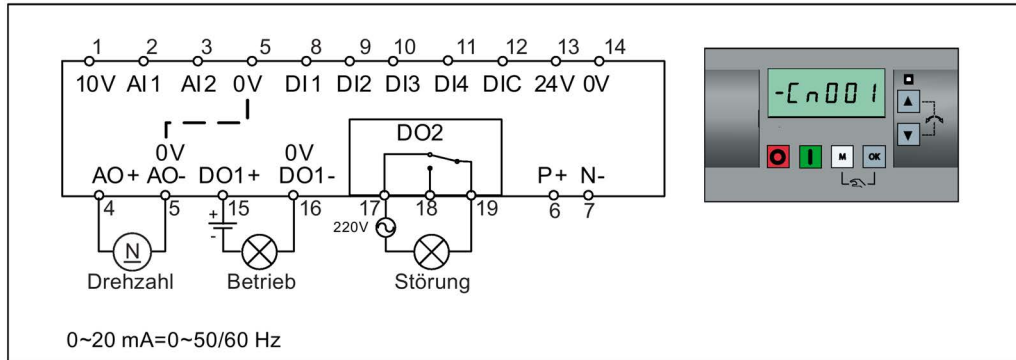 1 2 3 5 8 9 10 11 12 13 14
10V AI1 AI2 0V DI1 DI2 DI3 DI4 DIC 24V 0V
DO2
0V 0V
AO+ AO- DO1+ DO1- P+ N-
4 5 15 16 17 18 19 6 7
+
-
220V
N
Drehzahl Betrieb Störung
0~20 mA=0~50/60 Hz
-Cn001
M OK